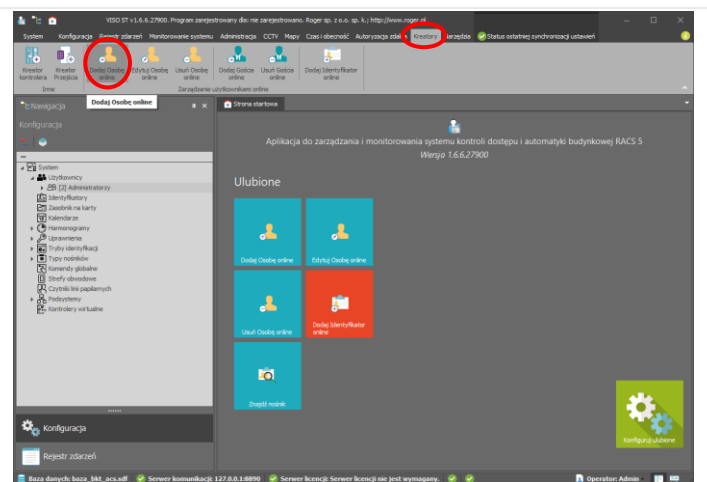 VISO ST v1.6.6.27900. Program zarejestrowany dla: nie zarejestrowano. Roger sp. z o.o. sp. k.; http://www.roger.pl
System Konfiguracja Rejestr zdarzeń Monitorowanie systemu Administracja CCTV Mapy Czas i obecność Autoryzacja zdal Kreatory Narzędzia Status ostatniej synchronizacji ustawień
Kreator kontrolera
Kreator Przejścia
Dodaj Osobę online
Edytuj Osobę online
Usuń Osobę online
Dodaj Gościa online
Usuń Gościa online
Dodaj Identyfikator online
Inne
Zarządzanie użytkownikami online
Dodaj Osobę online
Nawigacja
Strona startowa
Konfiguracja
System
Użytkownicy
[2] Administratorzy
Identyfikatory
Zasobnik na karty
Kalendarze
Harmonogramy
Uprawnienia
Tryby identyfikacji
Typy nośników
Komendy globalne
Strefy obwodowe
Czytniki linii papilarnych
Podsystemy
Kontrolery wirtualne
Konfiguracja
Rejestr zdarzeń
Aplikacja do zarządzania i monitorowania systemu kontroli dostępu i automatyki budynkowej RACS 5
Wersja 1.6.6.27900
Ulubione
Dodaj Osobę online
Edytuj Osobę online
Usuń Osobę online
Dodaj Identyfikator
online
Znajdź nośnik
Konfiguruj ulubione
Baza danych: baza_bkt_acs.sdf Serwer komunikacji: 127.0.0.1:8890 Serwer licencji: Serwer licencji nie jest wymagany. Operator: Admin